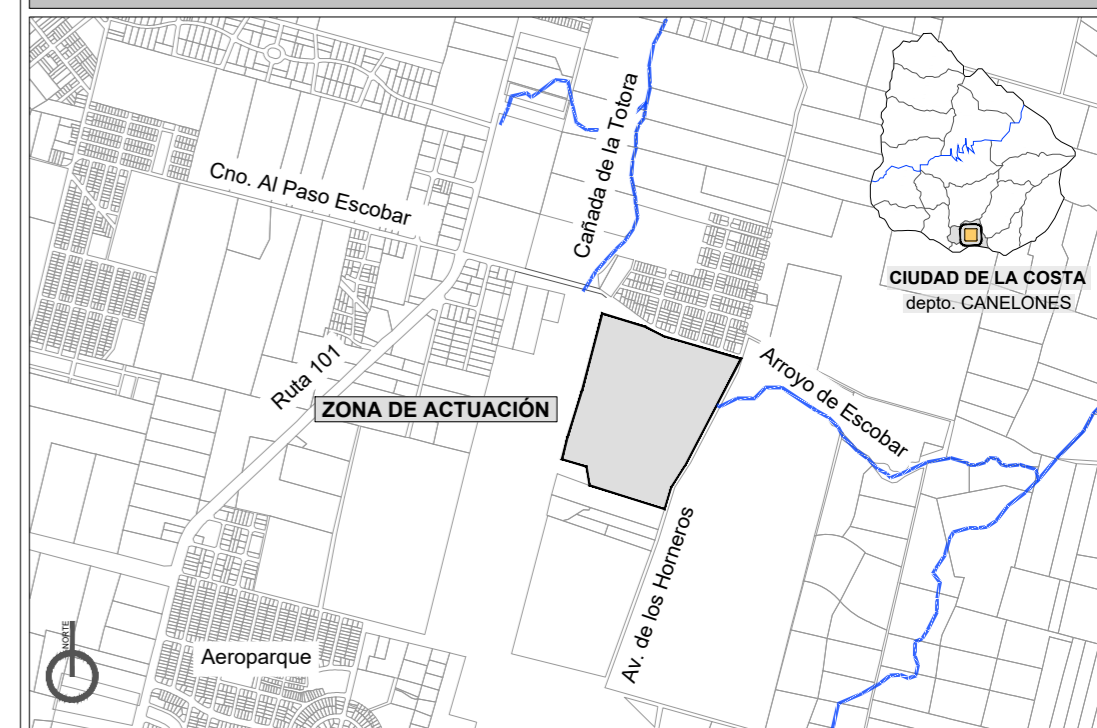 Cañada de la Totora
Cno. Al Paso Escobar
CIUDAD DE LA COSTA
depto. CANELONES
Ruta 101
ZONA DE ACTUACIÓN
Arroyo de Escobar
Av. de los Horneros
NORTE
Aeroparque